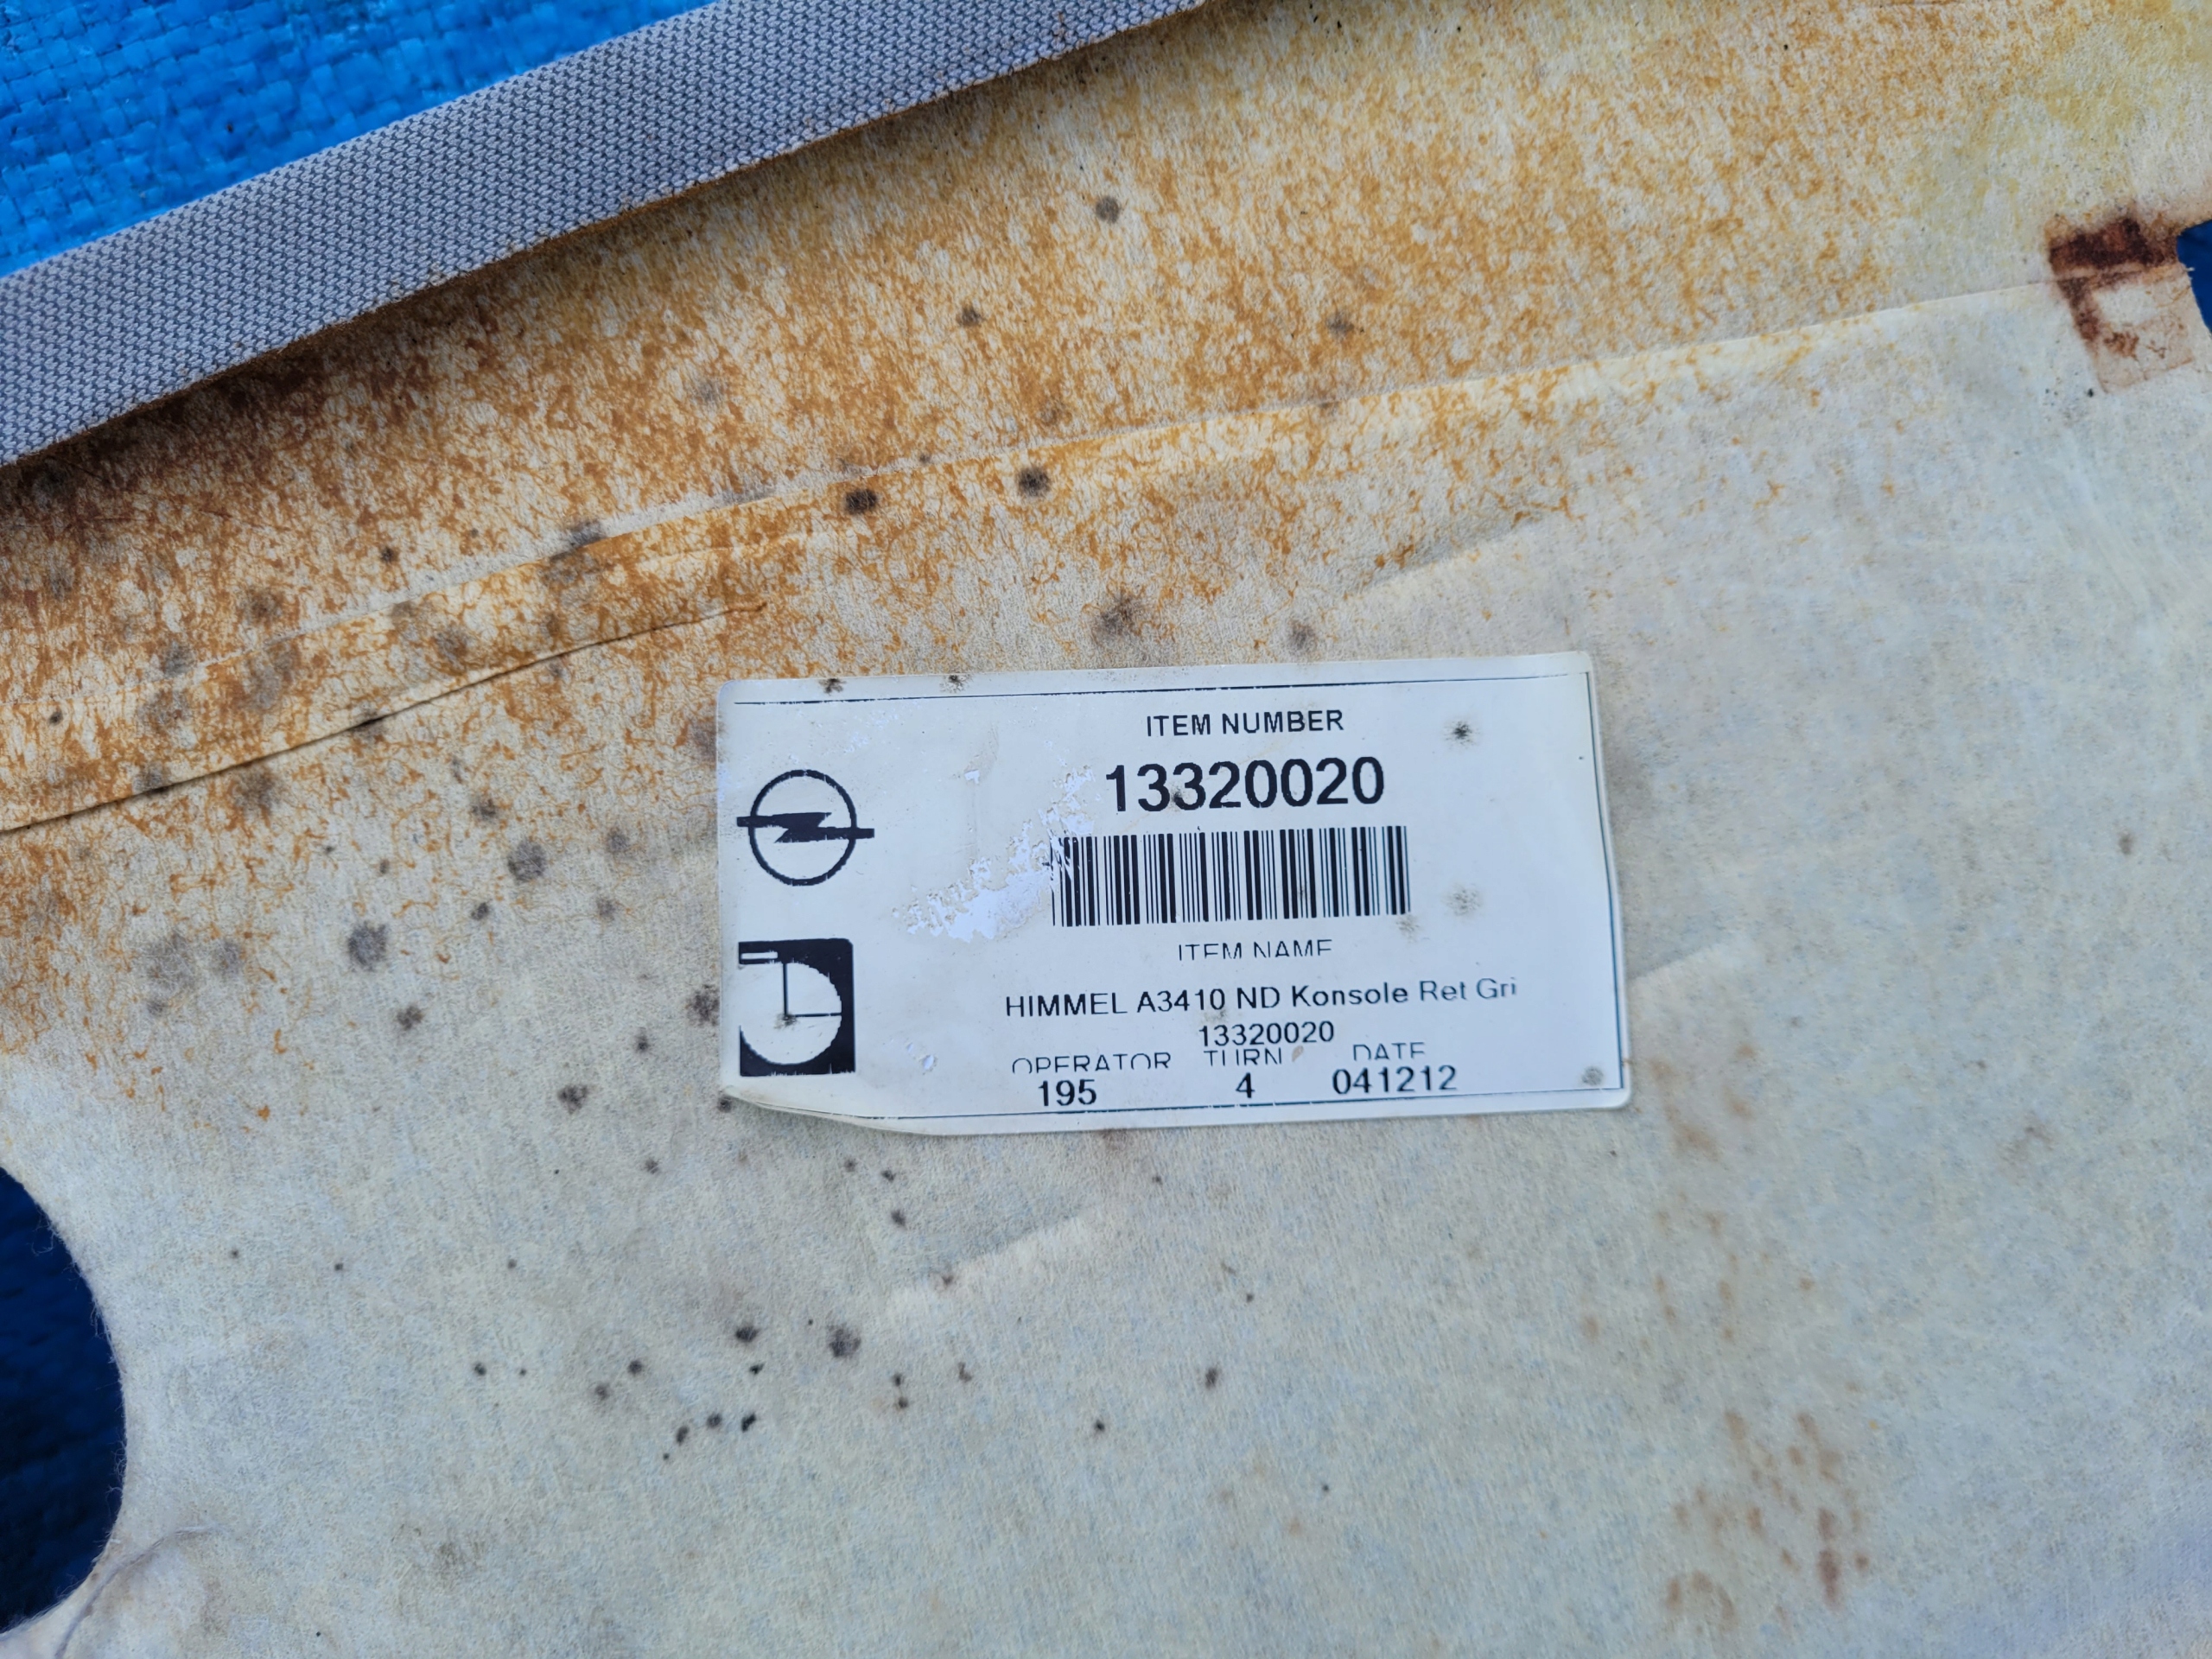 ITEM NUMBER
13320020
ITEM NAME
HIMMEL A3410 ND Konsole Ret Gri
13320020
OPERATOR TURN DATE
195 4 041212